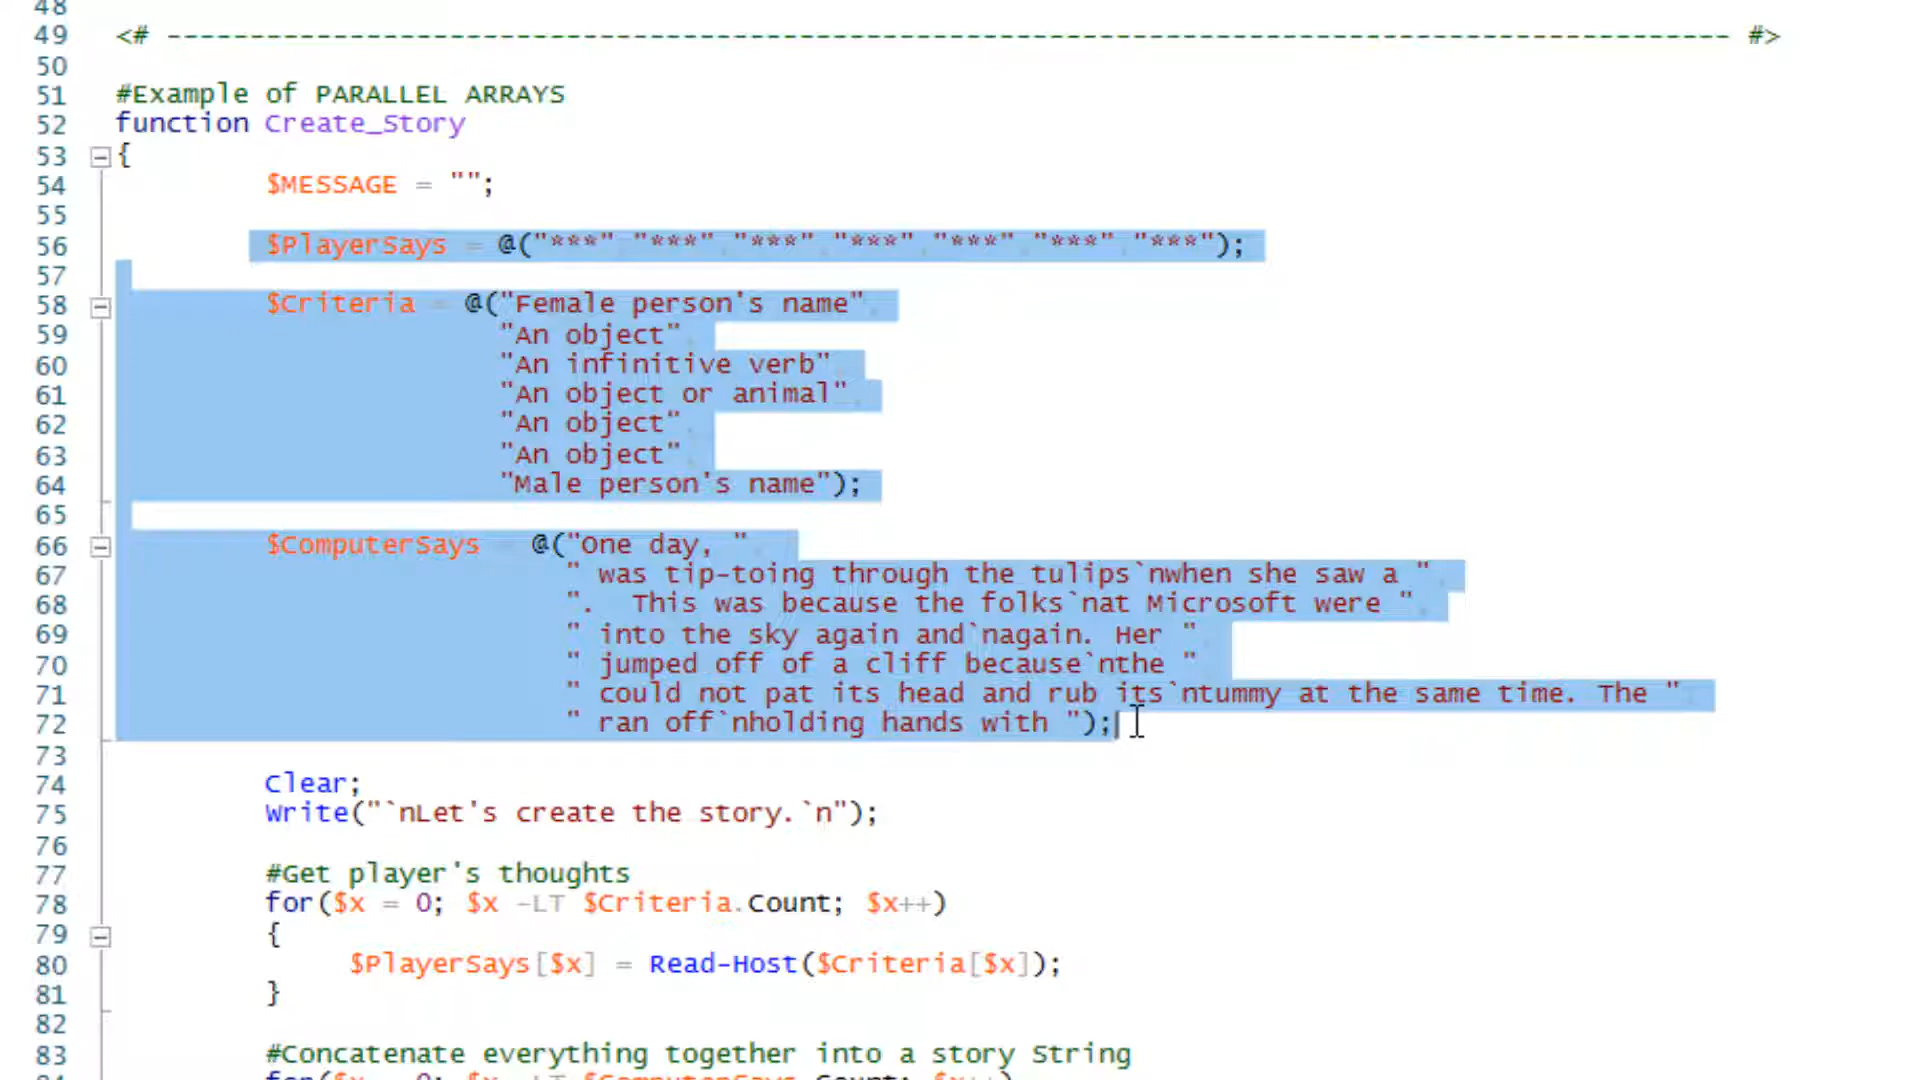 48
49 <# ---------------------------------------------------------------------------------------------- #>
50
51 #Example of PARALLEL ARRAYS
52 function Create_Story
53 {
54 $MESSAGE = "";
55
56 $PlayerSays = @("***","***","***","***","***","***","***");
57
58 $Criteria = @("Female person's name",
59 "An object",
60 "An infinitive verb",
61 "An object or animal",
62 "An object",
63 "An object",
64 "Male person's name");
65
66 $ComputerSays = @("One day, ",
67 " was tip-toing through the tulips`nwhen she saw a ",
68 ".  This was because the folks`nat Microsoft were ",
69 " into the sky again and`nagain. Her ",
70 " jumped off of a cliff because`nthe ",
71 " could not pat its head and rub its`ntummy at the same time. The ",
72 " ran off`nholding hands with ");
73
74 Clear;
75 Write("`nLet's create the story.`n");
76
77 #Get player's thoughts
78 for($x = 0; $x -LT $Criteria.Count; $x++)
79 {
80 $PlayerSays[$x] = Read-Host($Criteria[$x]);
81 }
82
83 #Concatenate everything together into a story String
for($x = 0; $x -LT $ComputerSays.Count; $x++)